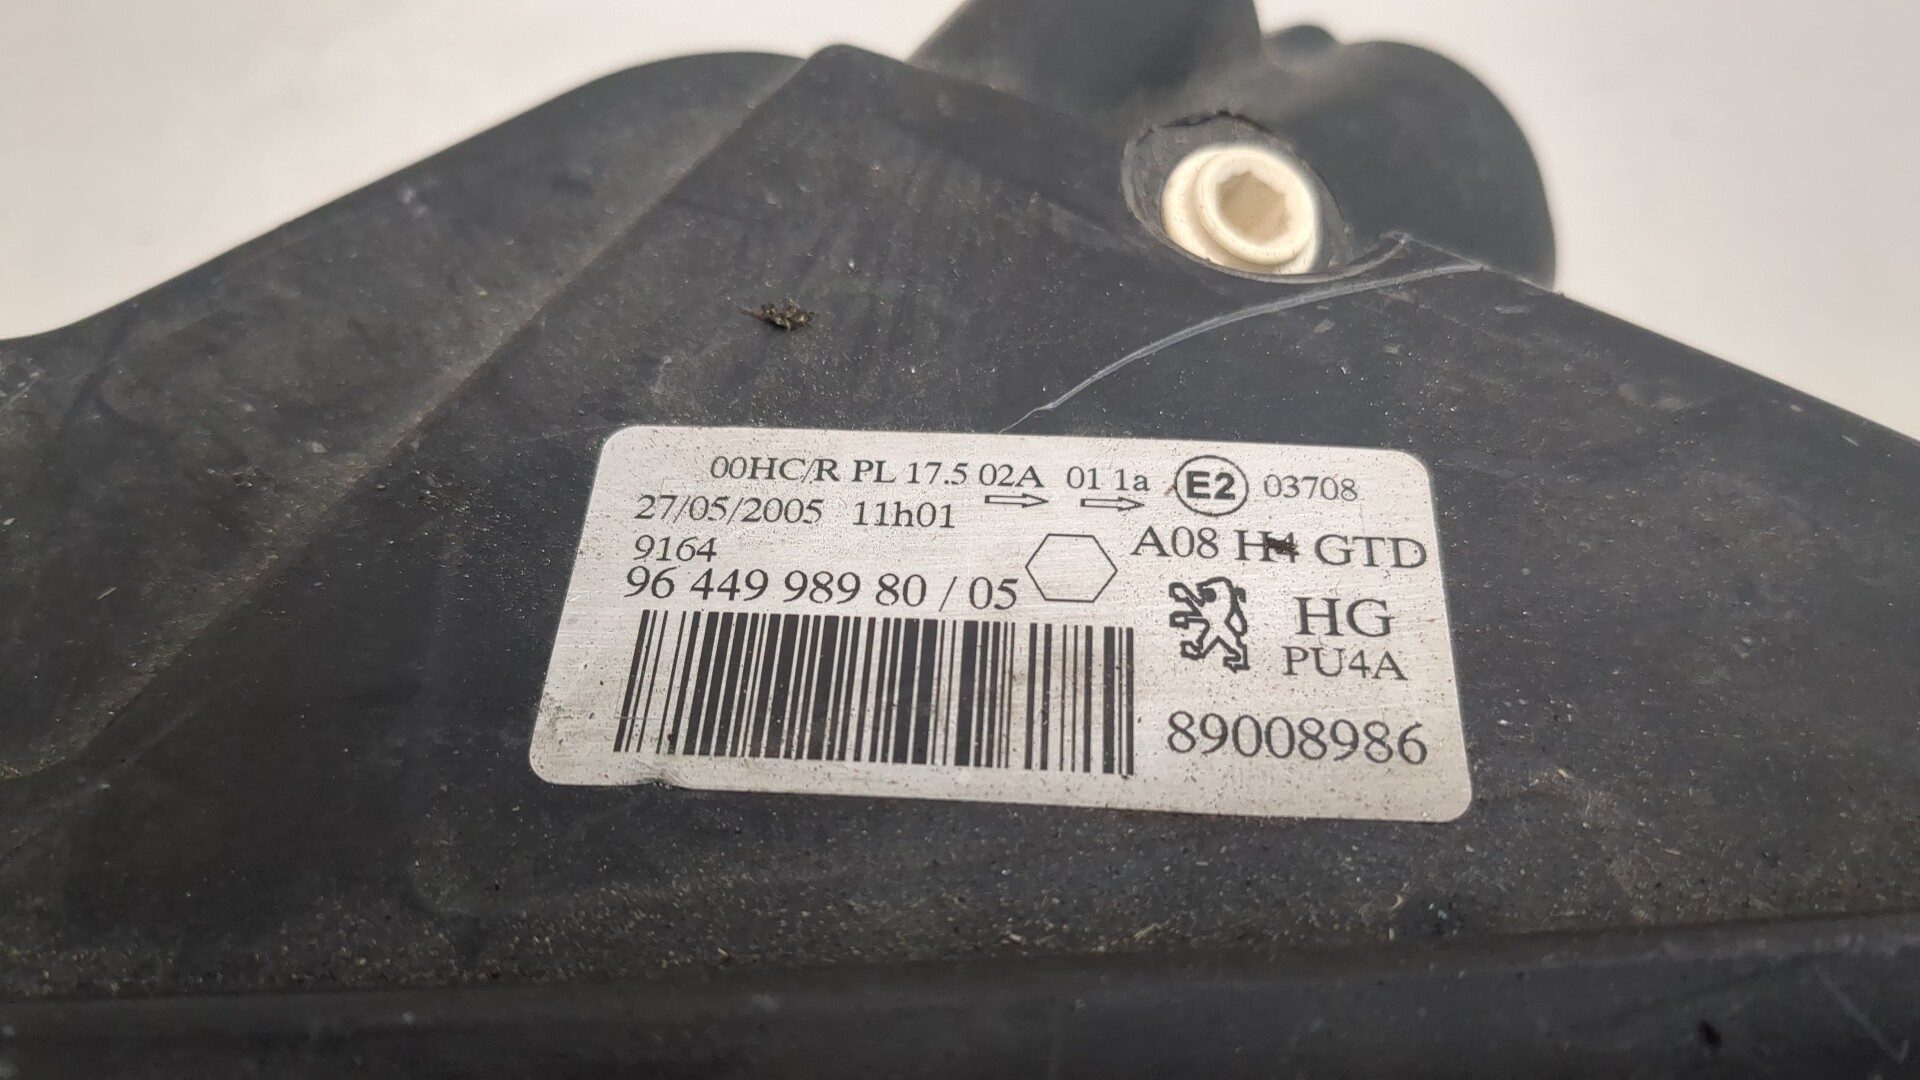 00HC/R PL 17.5 02A 01 1a E2 03708
27/05/2005 11h01
A08 H4 GTD
9164
96 449 989 80 / 05
HG
PU4A
89008986